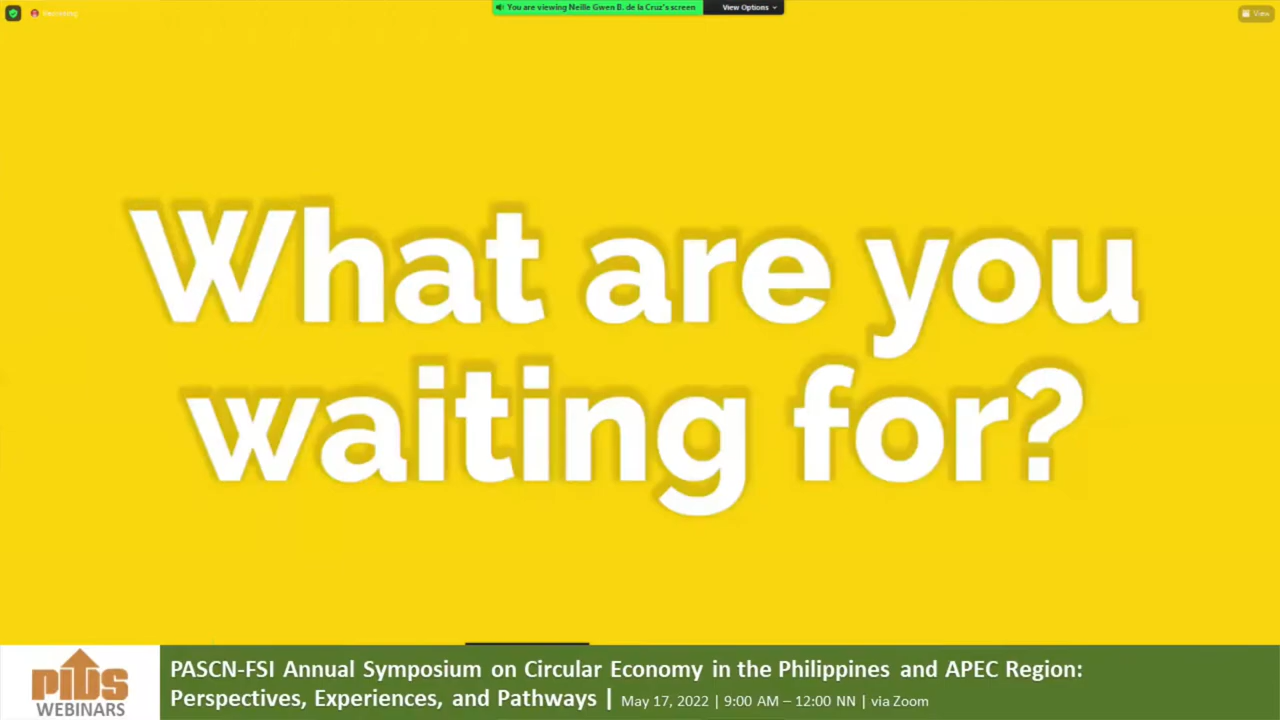 You are viewing Neille Gwen B. de la Cruz's screen
View Options
View
What are you
waiting for?
PIDS
WEBINARS
PASCN-FSI Annual Symposium on Circular Economy in the Philippines and APEC Region:
Perspectives, Experiences, and Pathways | May 17, 2022 | 9:00 AM – 12:00 NN | via Zoom